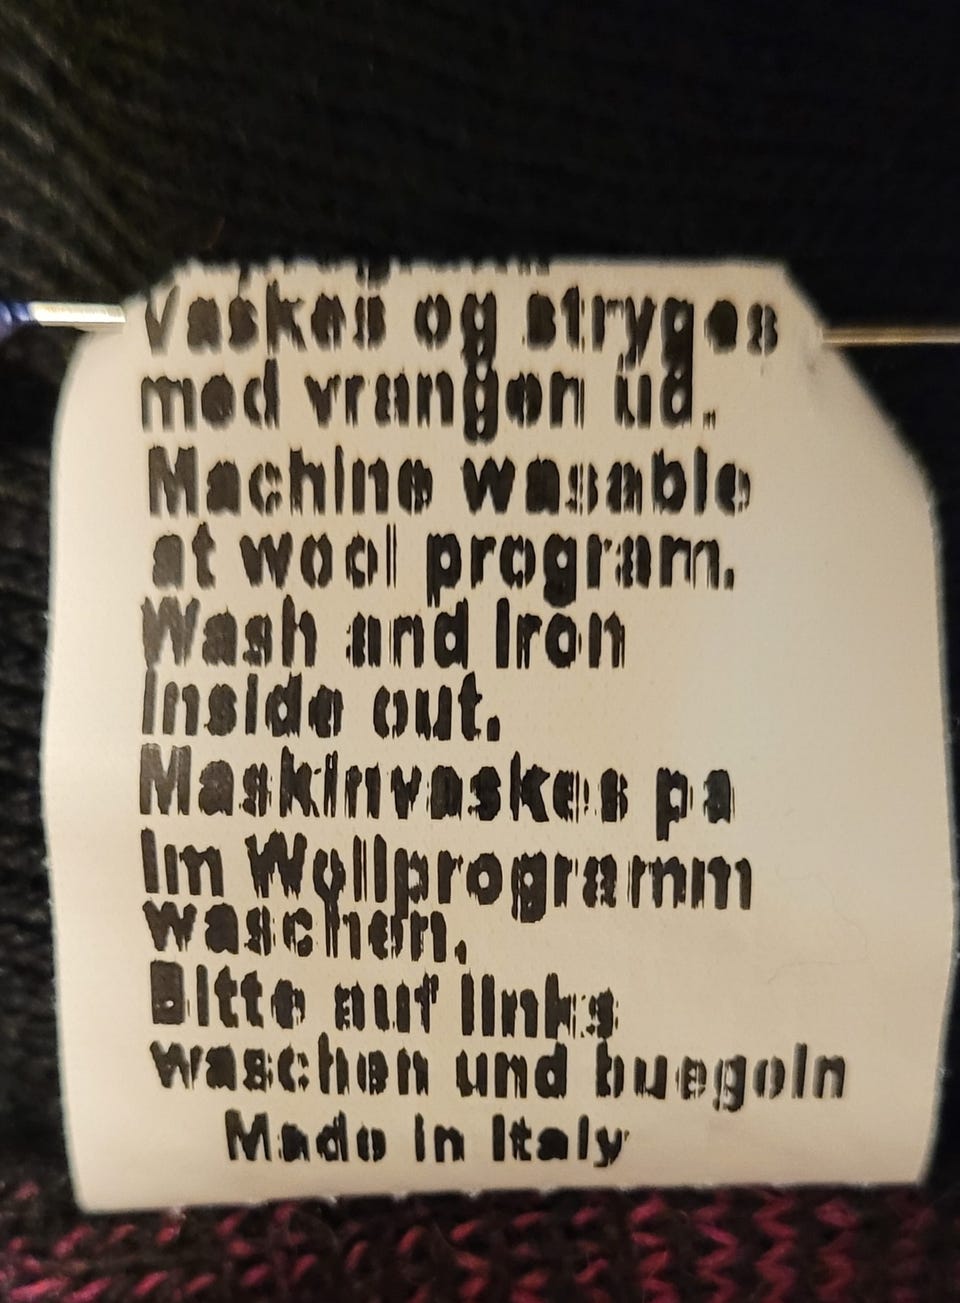 Vaskes og stryges
med vrangen ud.
Machine wasable
at wool program.
Wash and Iron
inside out.
Maskinvaskes pa
Im Wollprogramm
waschen.
Bitte auf links
waschen und buegeln
Made in Italy